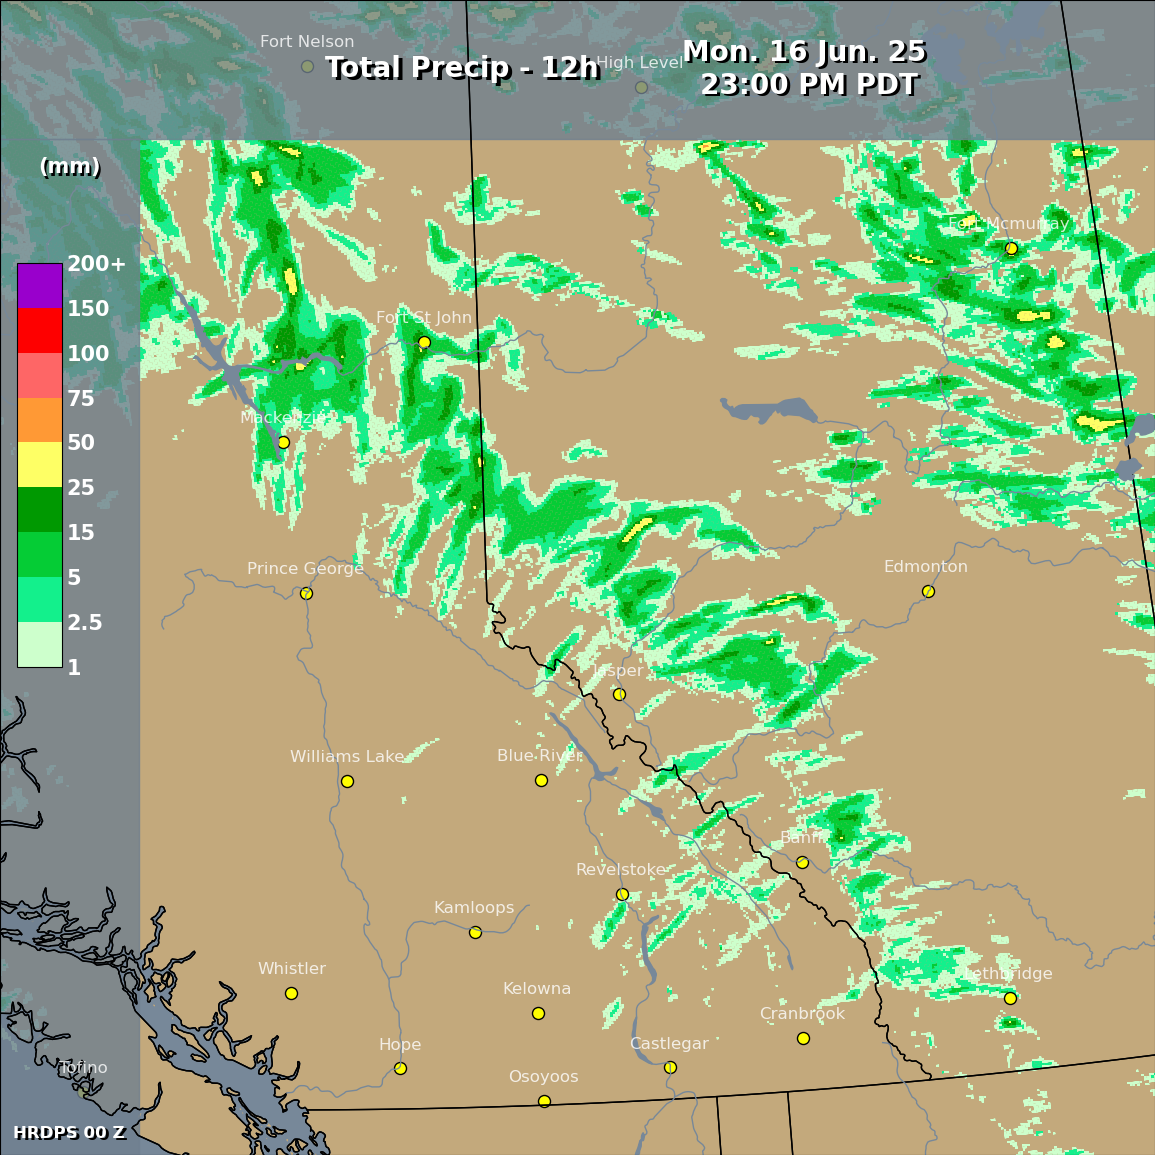 Fort Nelson
Total Precip - 12h
High Level
Mon. 16 Jun. 25
23:00 PM PDT
(mm)
200+
150
100
75
50
25
15
5
2.5
1
Fort Mcmurray
Fort St John
Mackenzie
Prince George
Edmonton
Jasper
Williams Lake
Blue River
Banff
Revelstoke
Kamloops
Whistler
Lethbridge
Kelowna
Cranbrook
Hope
Castlegar
Tofino
Osoyoos
HRDPS 00 Z